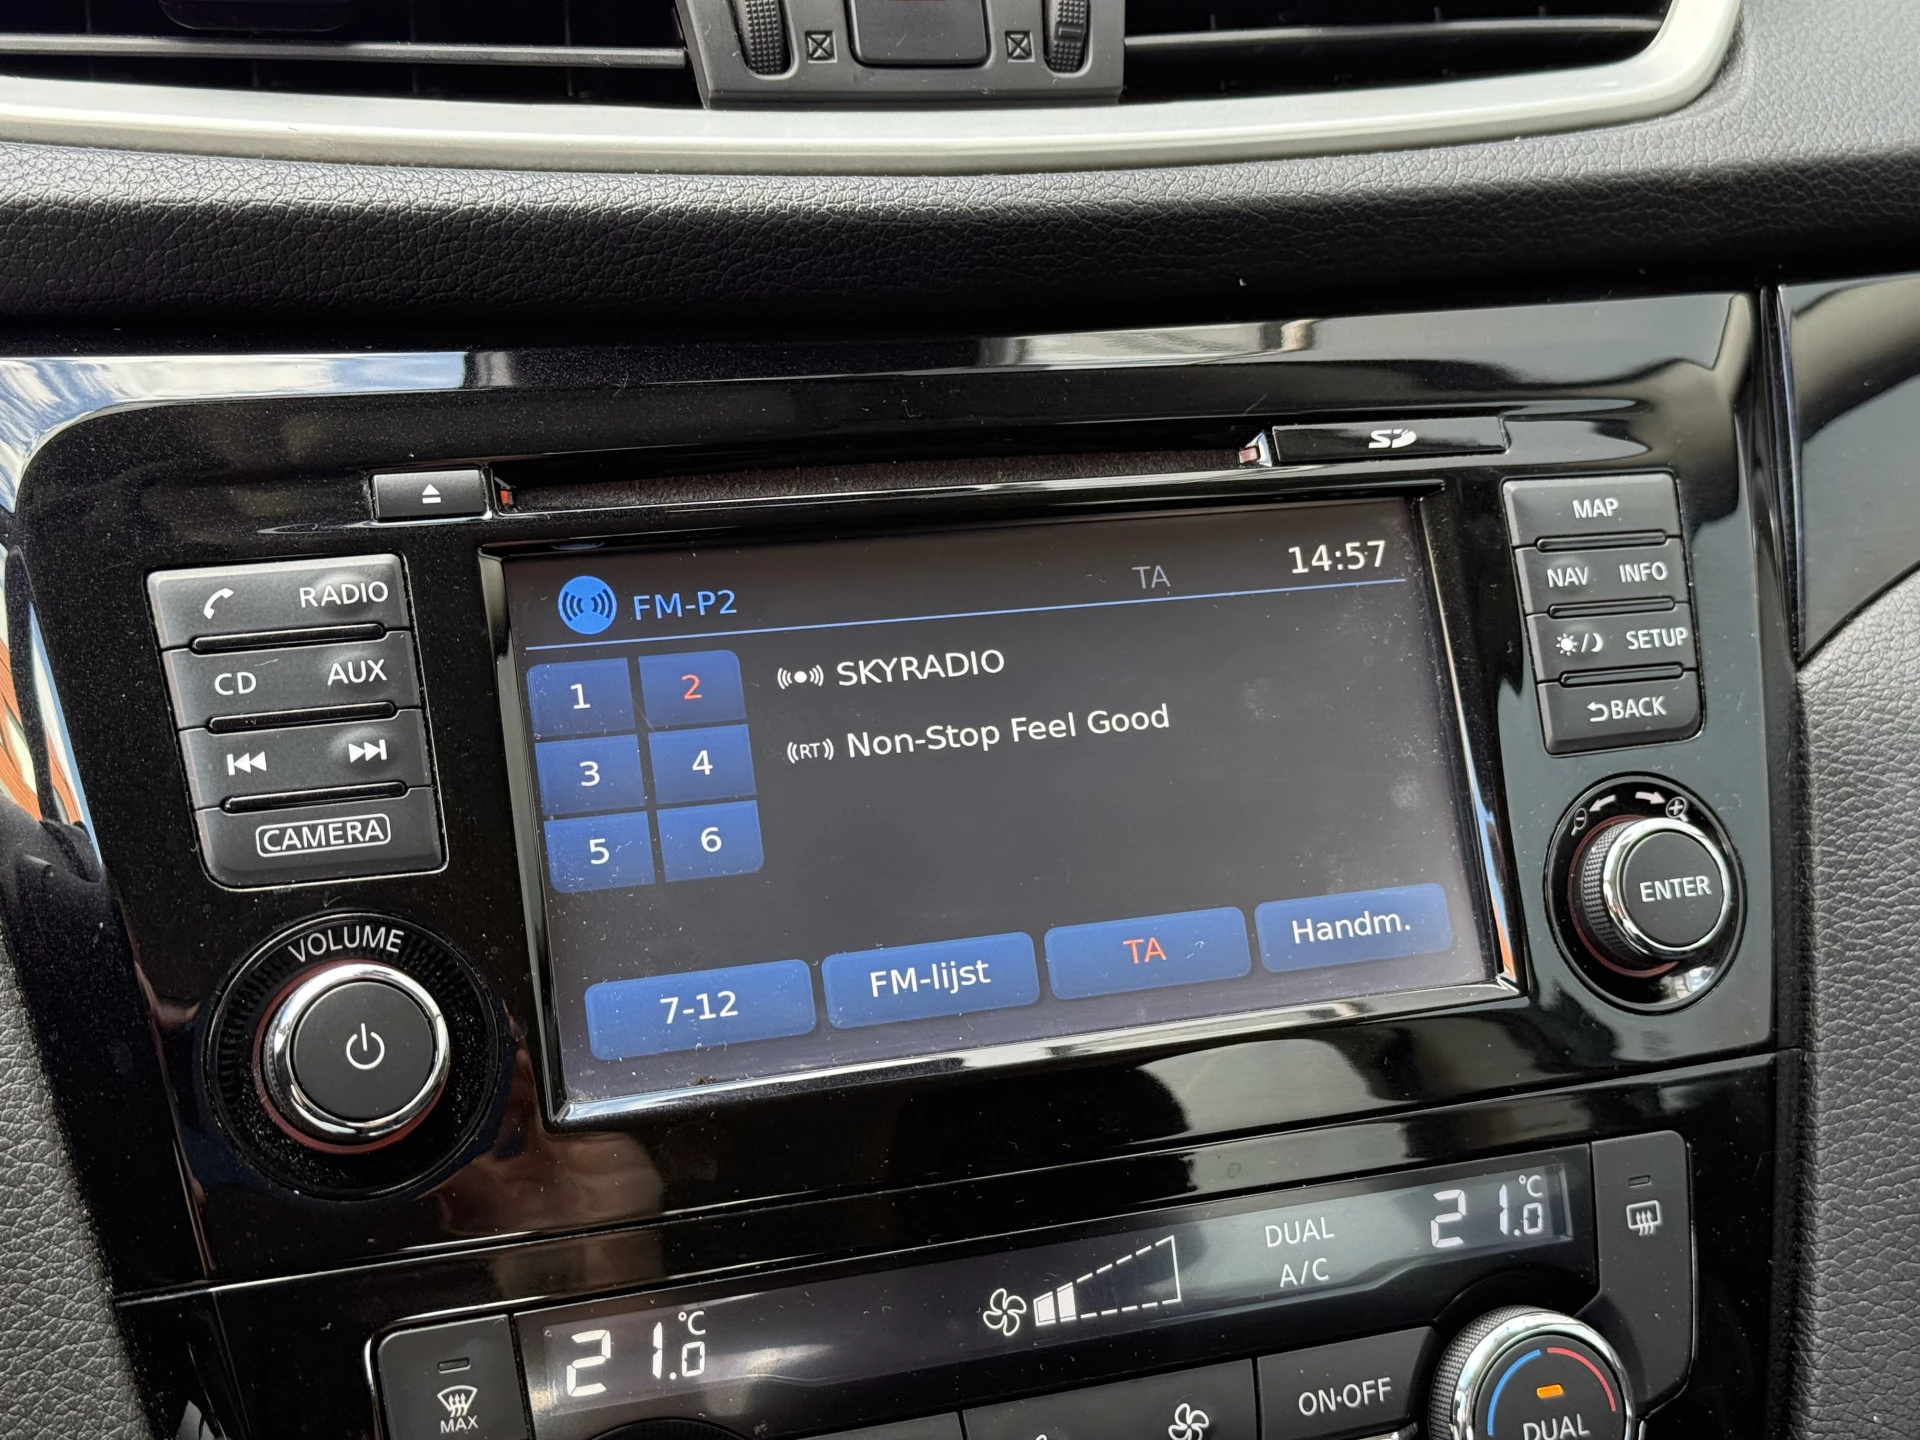 SD
MAP
NAV INFO
SETUP
BACK
ENTER
RADIO
CD AUX
CAMERA
VOLUME
FM-P2 TA 14:57
1 2
3 4
5 6
SKYRADIO
RT Non-Stop Feel Good
7-12 FM-lijst TA Handm.
21.0 °C
DUAL
A/C
21.0 °C
MAX
ON·OFF
DUAL